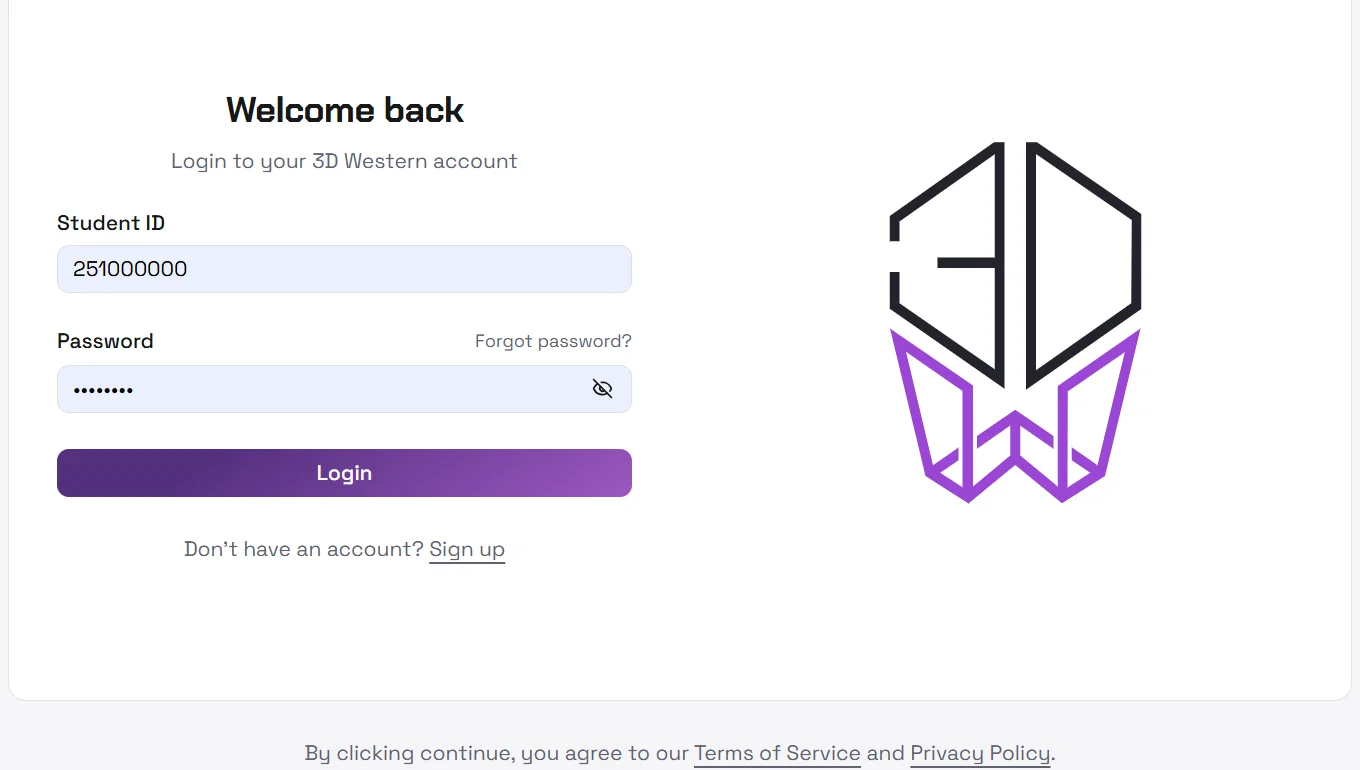 Welcome back
Login to your 3D Western account
Student ID
251000000
Password
Forgot password?
••••••••
Login
Don't have an account? Sign up
3D
W
By clicking continue, you agree to our Terms of Service and Privacy Policy.